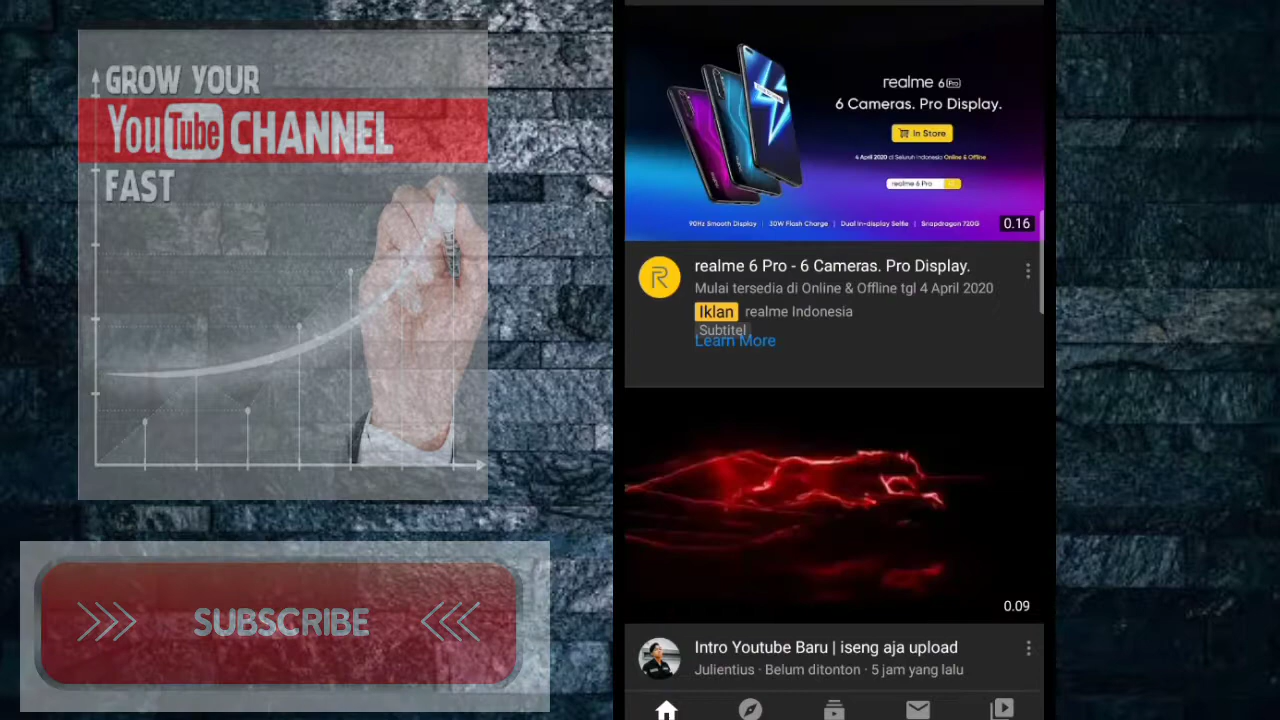 GROW YOUR
YouTube CHANNEL
FAST
SUBSCRIBE
realme 6 Pro
6 Cameras. Pro Display.
In Store
4 April 2020 di Seluruh Indonesia Online & Offline
realme 6 Pro
90Hz Smooth Display | 30W Flash Charge | Dual In-display Selfie | Snapdragon 720G
0.16
realme 6 Pro - 6 Cameras. Pro Display.
Mulai tersedia di Online & Offline tgl 4 April 2020
Iklan realme Indonesia
Subtitel
Learn More
0.09
Intro Youtube Baru | iseng aja upload
Julientius · Belum ditonton · 5 jam yang lalu